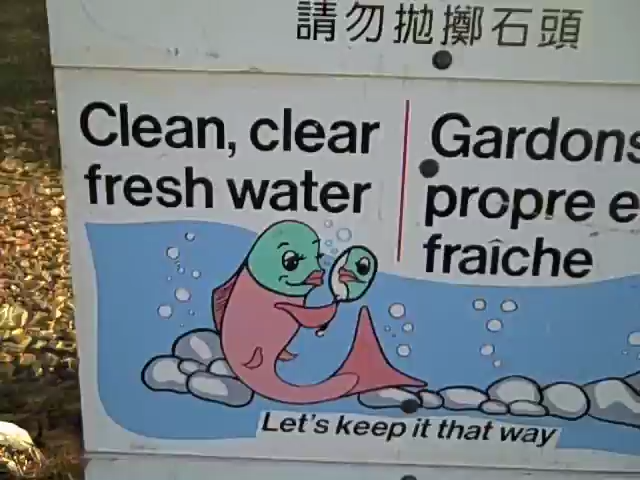 請勿拋擲石頭
Clean, clear
fresh water
Gardons
propre e
fraîche
Let's keep it that way